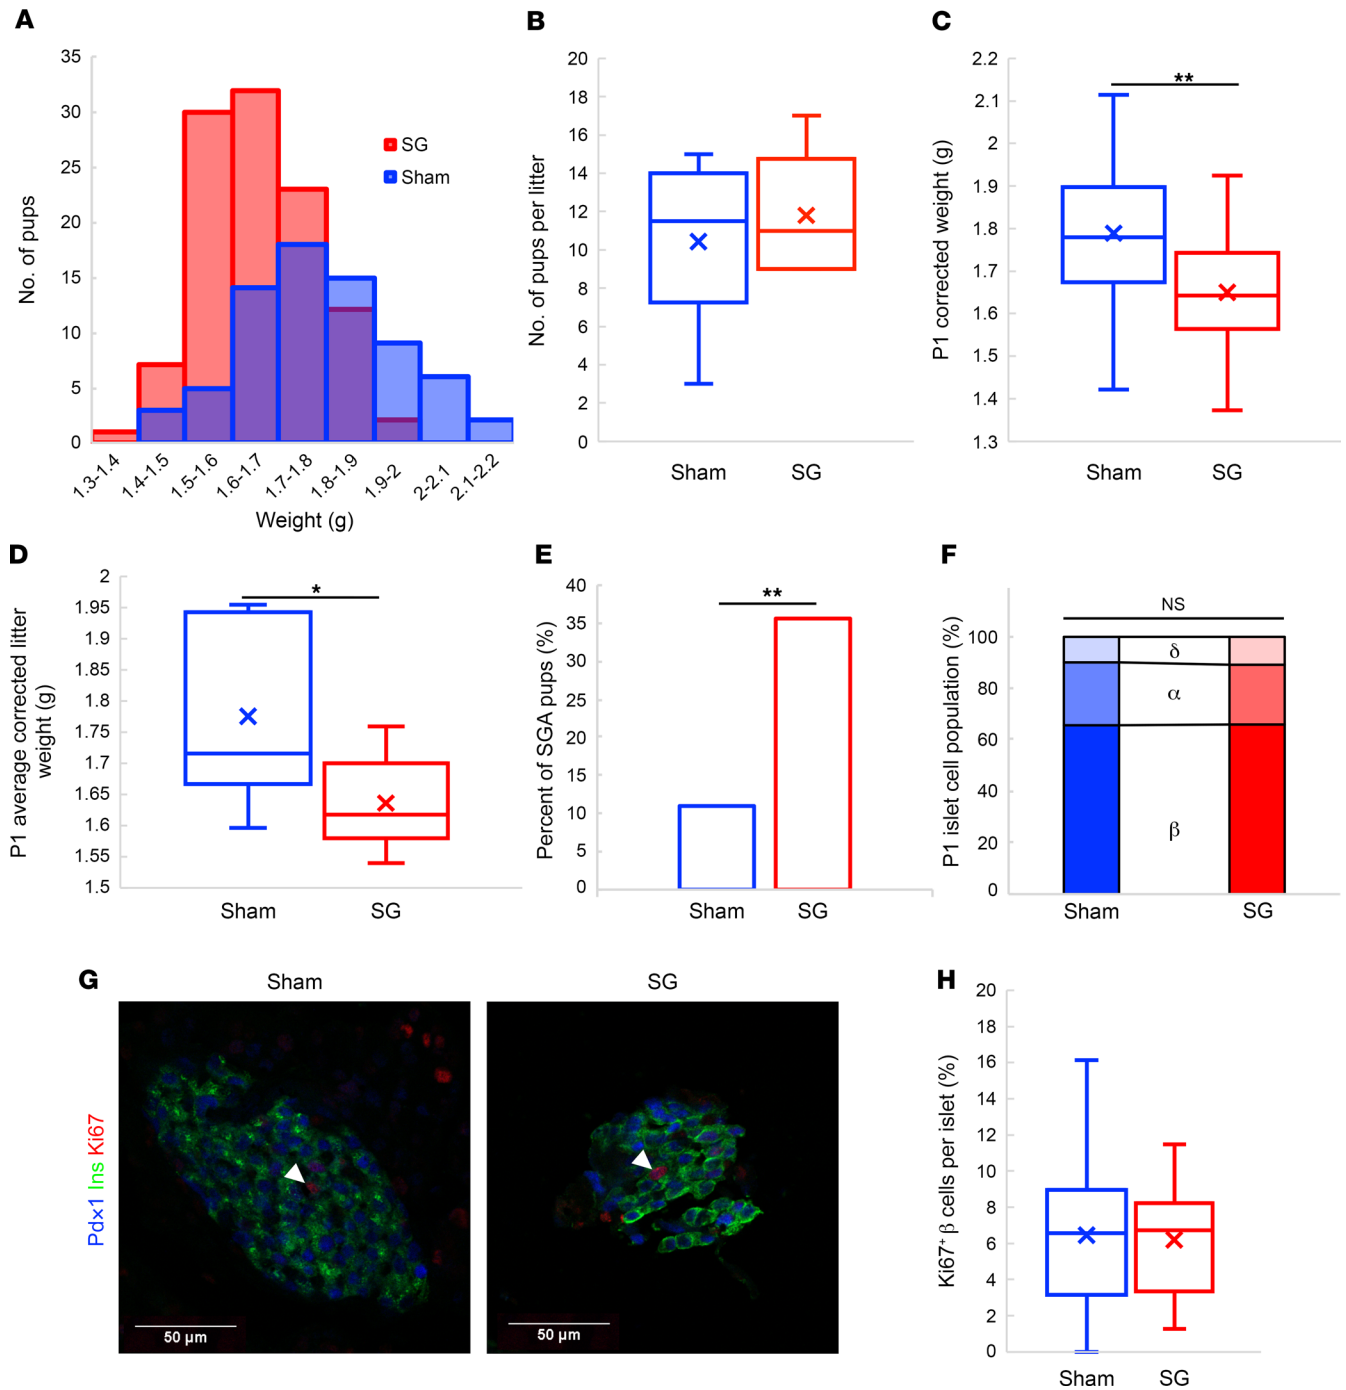 A
No. of pups
35
30
25
20
15
10
5
0
SG
Sham
1.3-1.4
1.4-1.5
1.5-1.6
1.6-1.7
1.7-1.8
1.8-1.9
1.9-2
2-2.1
2.1-2.2
Weight (g)
B
No. of pups per litter
20
18
16
14
12
10
8
6
4
2
0
Sham
SG
C
P1 corrected weight (g)
2.2
2.1
2
1.9
1.8
1.7
1.6
1.5
1.4
1.3
**
Sham
SG
D
P1 average corrected litter
weight (g)
2
1.95
1.9
1.85
1.8
1.75
1.7
1.65
1.6
1.55
1.5
*
Sham
SG
E
Percent of SGA pups (%)
40
35
30
25
20
15
10
5
0
**
Sham
SG
F
P1 islet cell population (%)
100
80
60
40
20
0
NS
δ
α
β
Sham
SG
G
Sham
SG
Pdx1 Ins Ki67
50 µm
50 µm
H
Ki67⁺ β cells per islet (%)
20
18
16
14
12
10
8
6
4
2
0
Sham
SG